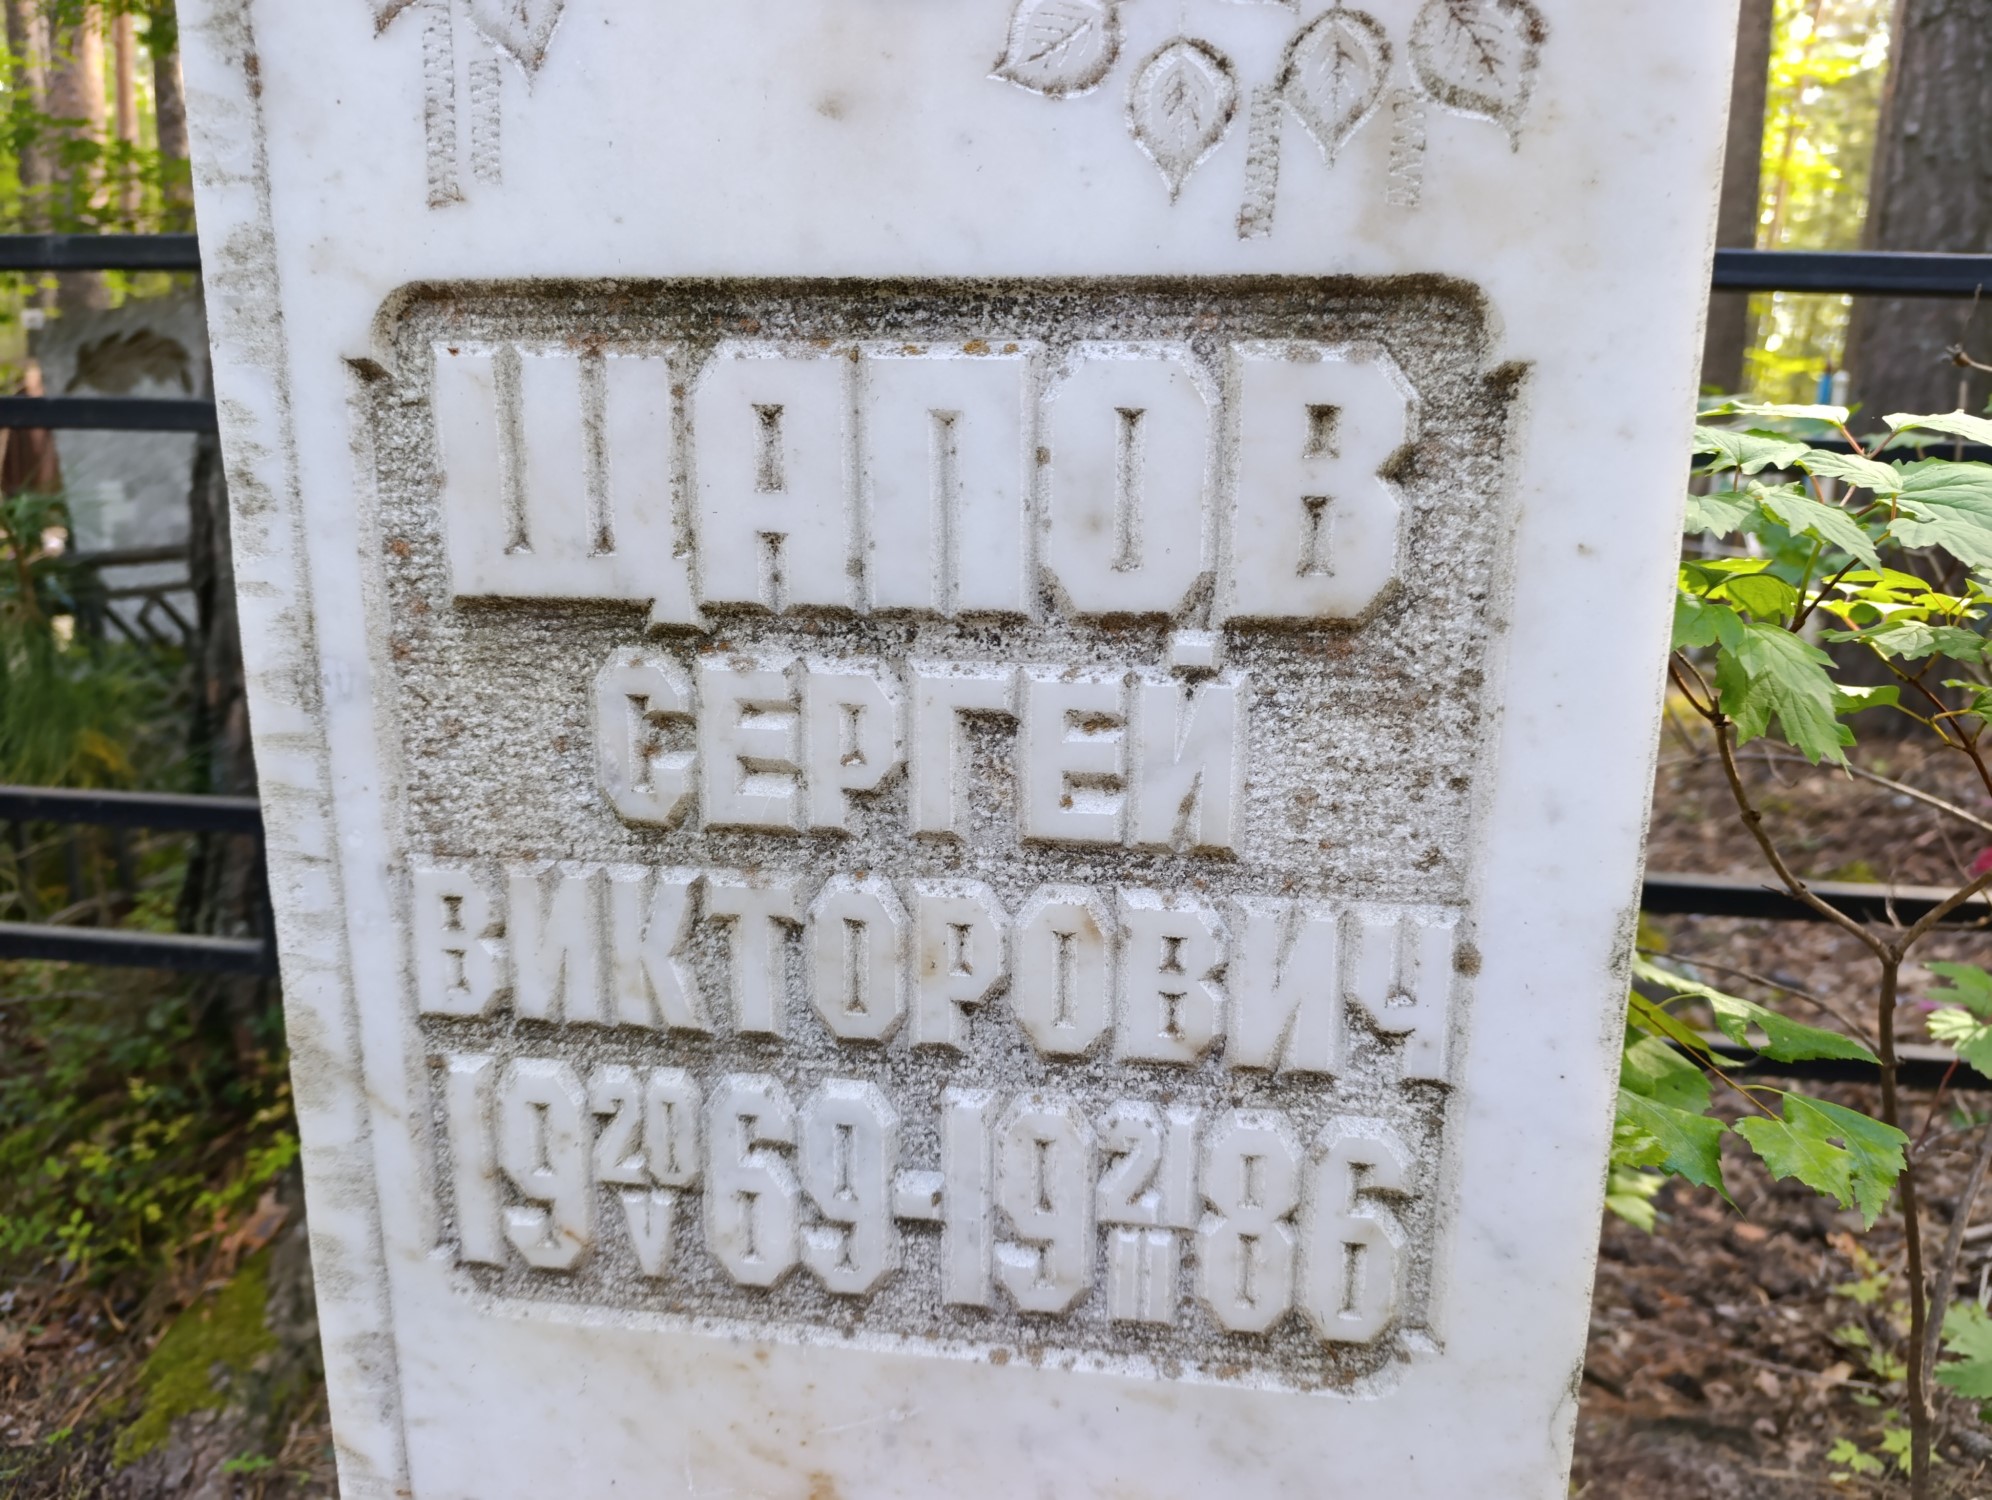 ЩАПОВ
СЕРГЕЙ
ВИКТОРОВИЧ
19 20/V 69-19 21/III 86